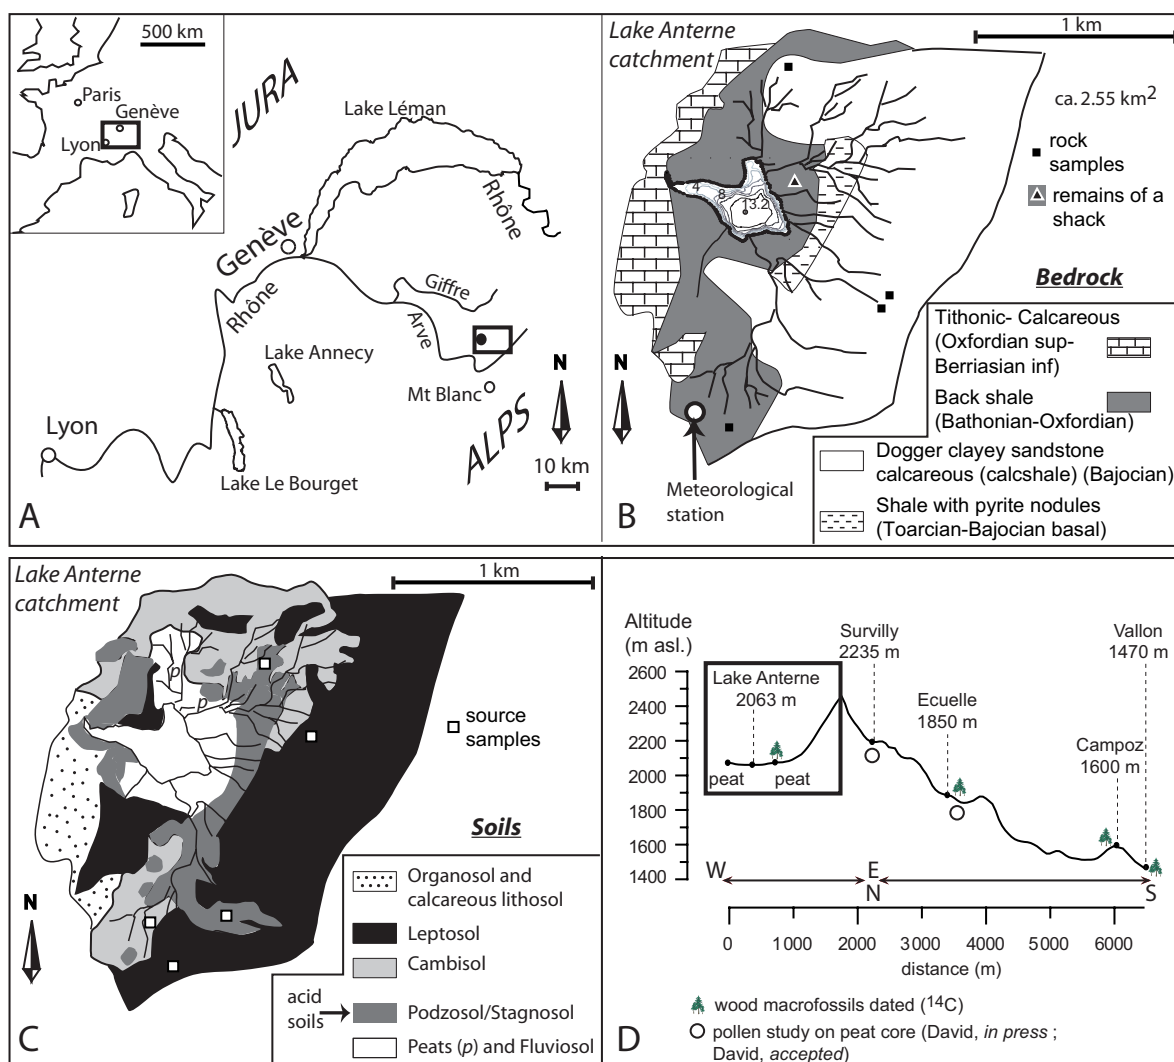 500 km
Paris
Genève
Lyon
JURA
Lake Léman
Rhône
Genève
Rhône
Giffre
Arve
Lake Annecy
Mt Blanc
N
ALPS
Lyon
10 km
Lake Le Bourget
A
Lake Anterne
catchment
1 km
ca. 2.55 km2
rock
samples
remains of a
shack
4
8
13.2
Bedrock
N
Tithonic- Calcareous
(Oxfordian sup-
Berriasian inf)
Back shale
(Bathonian-Oxfordian)
Dogger clayey sandstone
calcareous (calcshale) (Bajocian)
Shale with pyrite nodules
(Toarcian-Bajocian basal)
Meteorological
station
B
Lake Anterne
catchment
1 km
p
p
source
samples
Soils
N
Organosol and
calcareous lithosol
Leptosol
Cambisol
acid
soils
Podzosol/Stagnosol
Peats (p) and Fluviosol
C
Altitude
(m asl.)
Survilly
2235 m
Vallon
1470 m
Lake Anterne
2063 m
Ecuelle
1850 m
Campoz
1600 m
2600
2400
2200
2000
1800
1600
1400
peat
peat
W
E
N
S
0
1000
2000
3000
4000
5000
6000
distance (m)
wood macrofossils dated (14C)
pollen study on peat core (David, in press ;
David, accepted)
D